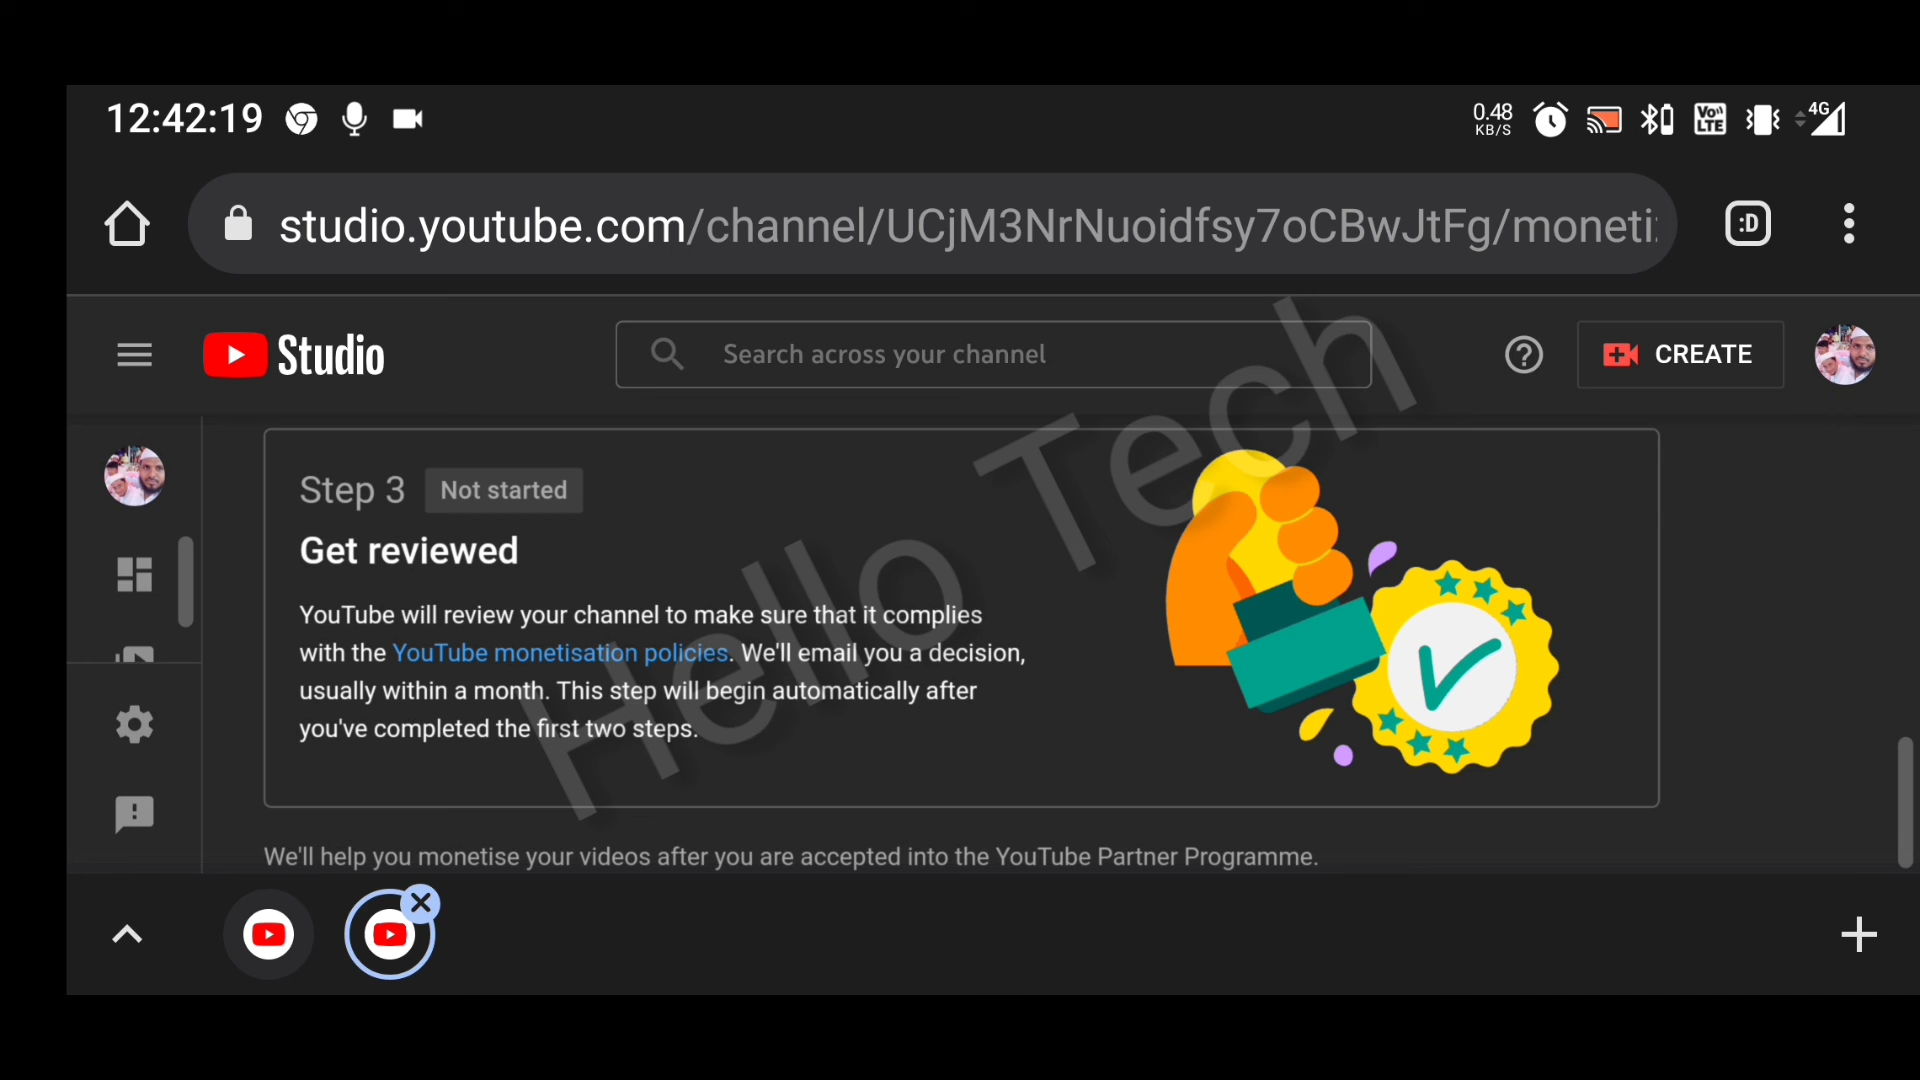 12:42:19
0.48
KB/S
Vo))
LTE
4G
studio.youtube.com/channel/UCjM3NrNuoidfsy7oCBwJtFg/moneti
:D
Studio
Search across your channel
CREATE
Step 3 Not started
Get reviewed
YouTube will review your channel to make sure that it complies
with the YouTube monetisation policies. We'll email you a decision,
usually within a month. This step will begin automatically after
you've completed the first two steps.
Hello Tech
We'll help you monetise your videos after you are accepted into the YouTube Partner Programme.